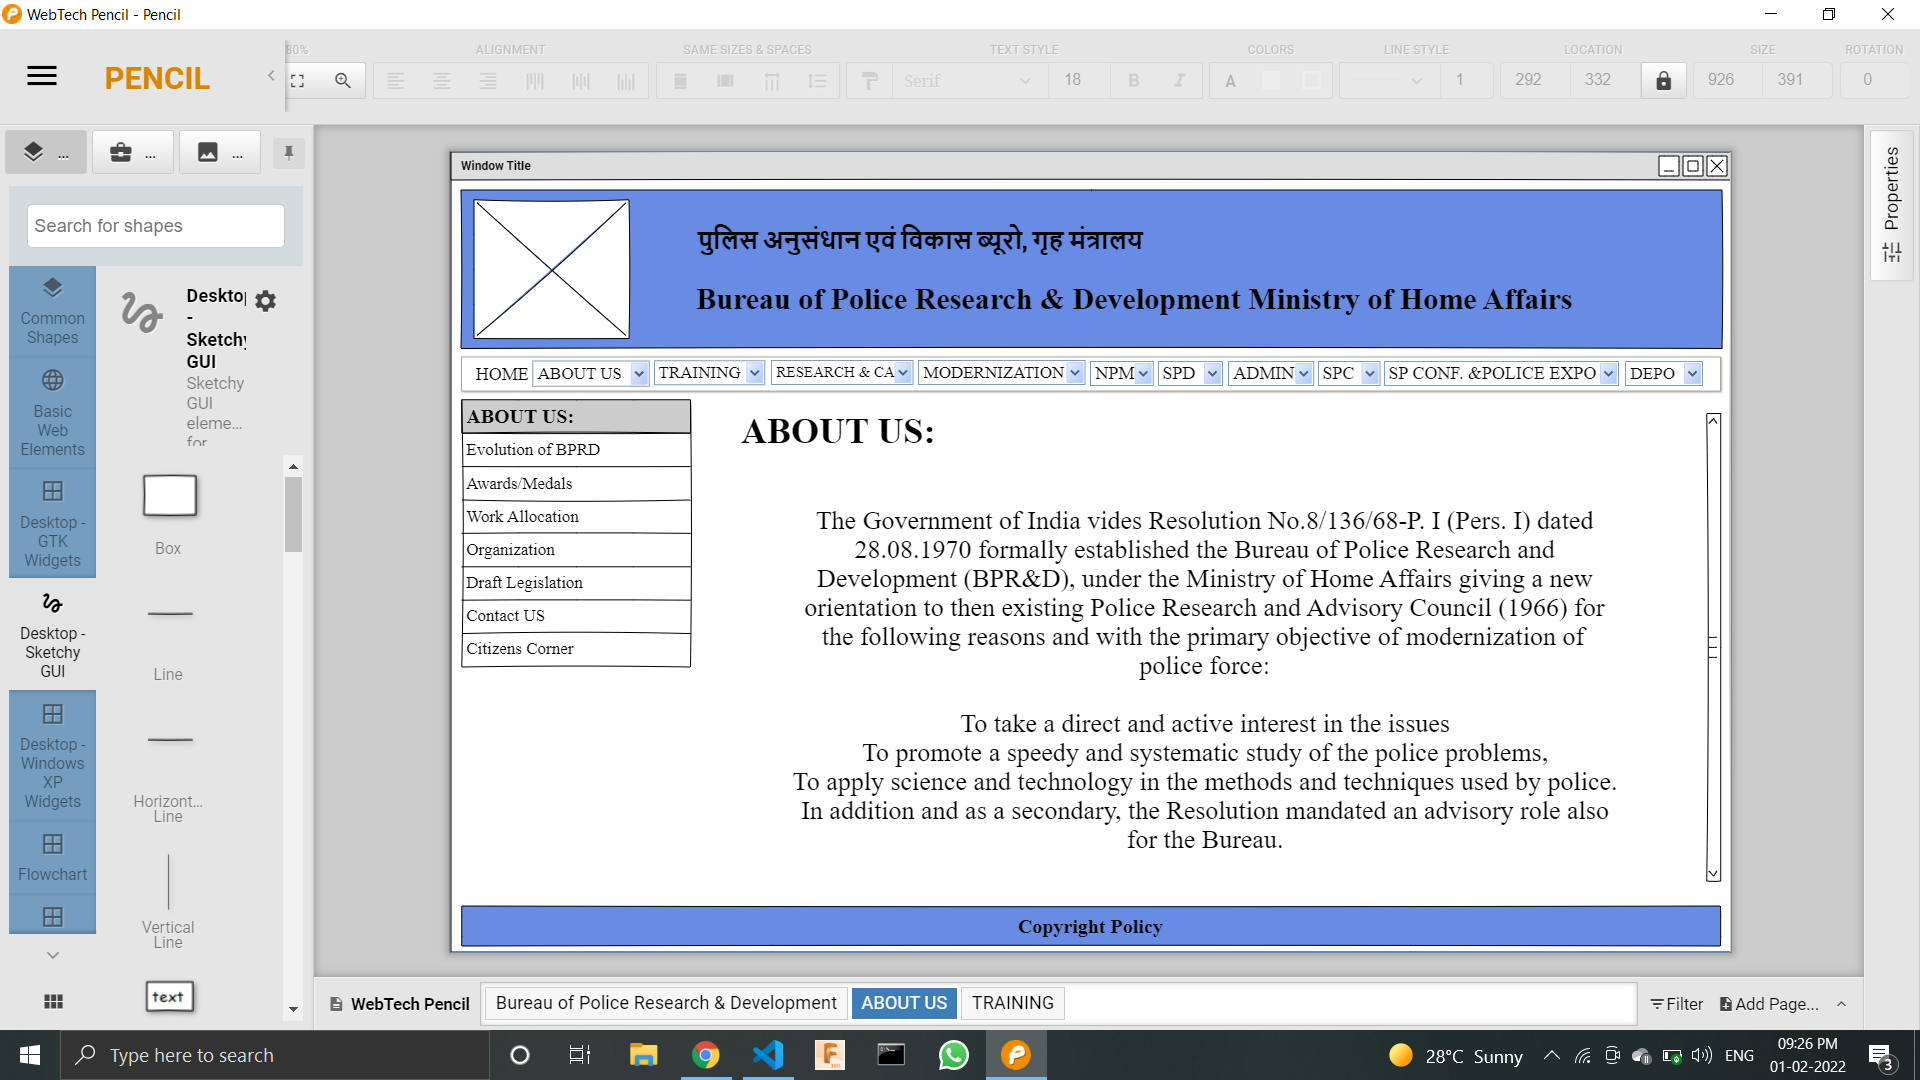 WebTech Pencil - Pencil
PENCIL
80%
ALIGNMENT
SAME SIZES & SPACES
TEXT STYLE
COLORS
LINE STYLE
LOCATION
SIZE
ROTATION
Serif
18
B
I
A
1
292
332
926
391
0
...
...
...
Search for shapes
Common
Shapes
Basic
Web
Elements
Desktop -
GTK
Widgets
Desktop -
Sketchy
GUI
Desktop -
Windows
XP
Widgets
Flowchart
Desktop
-
Sketchy
GUI
Sketchy
GUI
eleme...
for
Box
Line
Horizont...
Line
Vertical
Line
text
Window Title
पुलिस अनुसंधान एवं विकास ब्यूरो, गृह मंत्रालय
Bureau of Police Research & Development Ministry of Home Affairs
HOME ABOUT US TRAINING RESEARCH & CA MODERNIZATION NPM SPD ADMIN SPC SP CONF. &POLICE EXPO DEPO
ABOUT US:
Evolution of BPRD
Awards/Medals
Work Allocation
Organization
Draft Legislation
Contact US
Citizens Corner
ABOUT US:
The Government of India vides Resolution No.8/136/68-P. I (Pers. I) dated
28.08.1970 formally established the Bureau of Police Research and
Development (BPR&D), under the Ministry of Home Affairs giving a new
orientation to then existing Police Research and Advisory Council (1966) for
the following reasons and with the primary objective of modernization of
police force:
To take a direct and active interest in the issues
To promote a speedy and systematic study of the police problems,
To apply science and technology in the methods and techniques used by police.
In addition and as a secondary, the Resolution mandated an advisory role also
for the Bureau.
Copyright Policy
Properties
WebTech Pencil
Bureau of Police Research & Development
ABOUT US
TRAINING
Filter
Add Page...
Type here to search
28°C Sunny
ENG
09:26 PM
01-02-2022
3